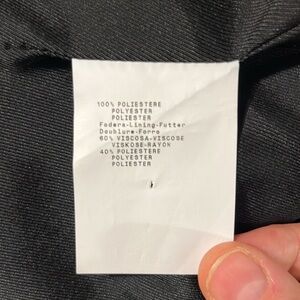 100% POLIESTERE
POLYESTER
POLIESTER
Fodera-Lining-Futter
Doublure-Forro
60% VISCOSA-VISCOSE
VISKOSE-RAYON
40% POLIESTERE
POLYESTER
POLIESTER